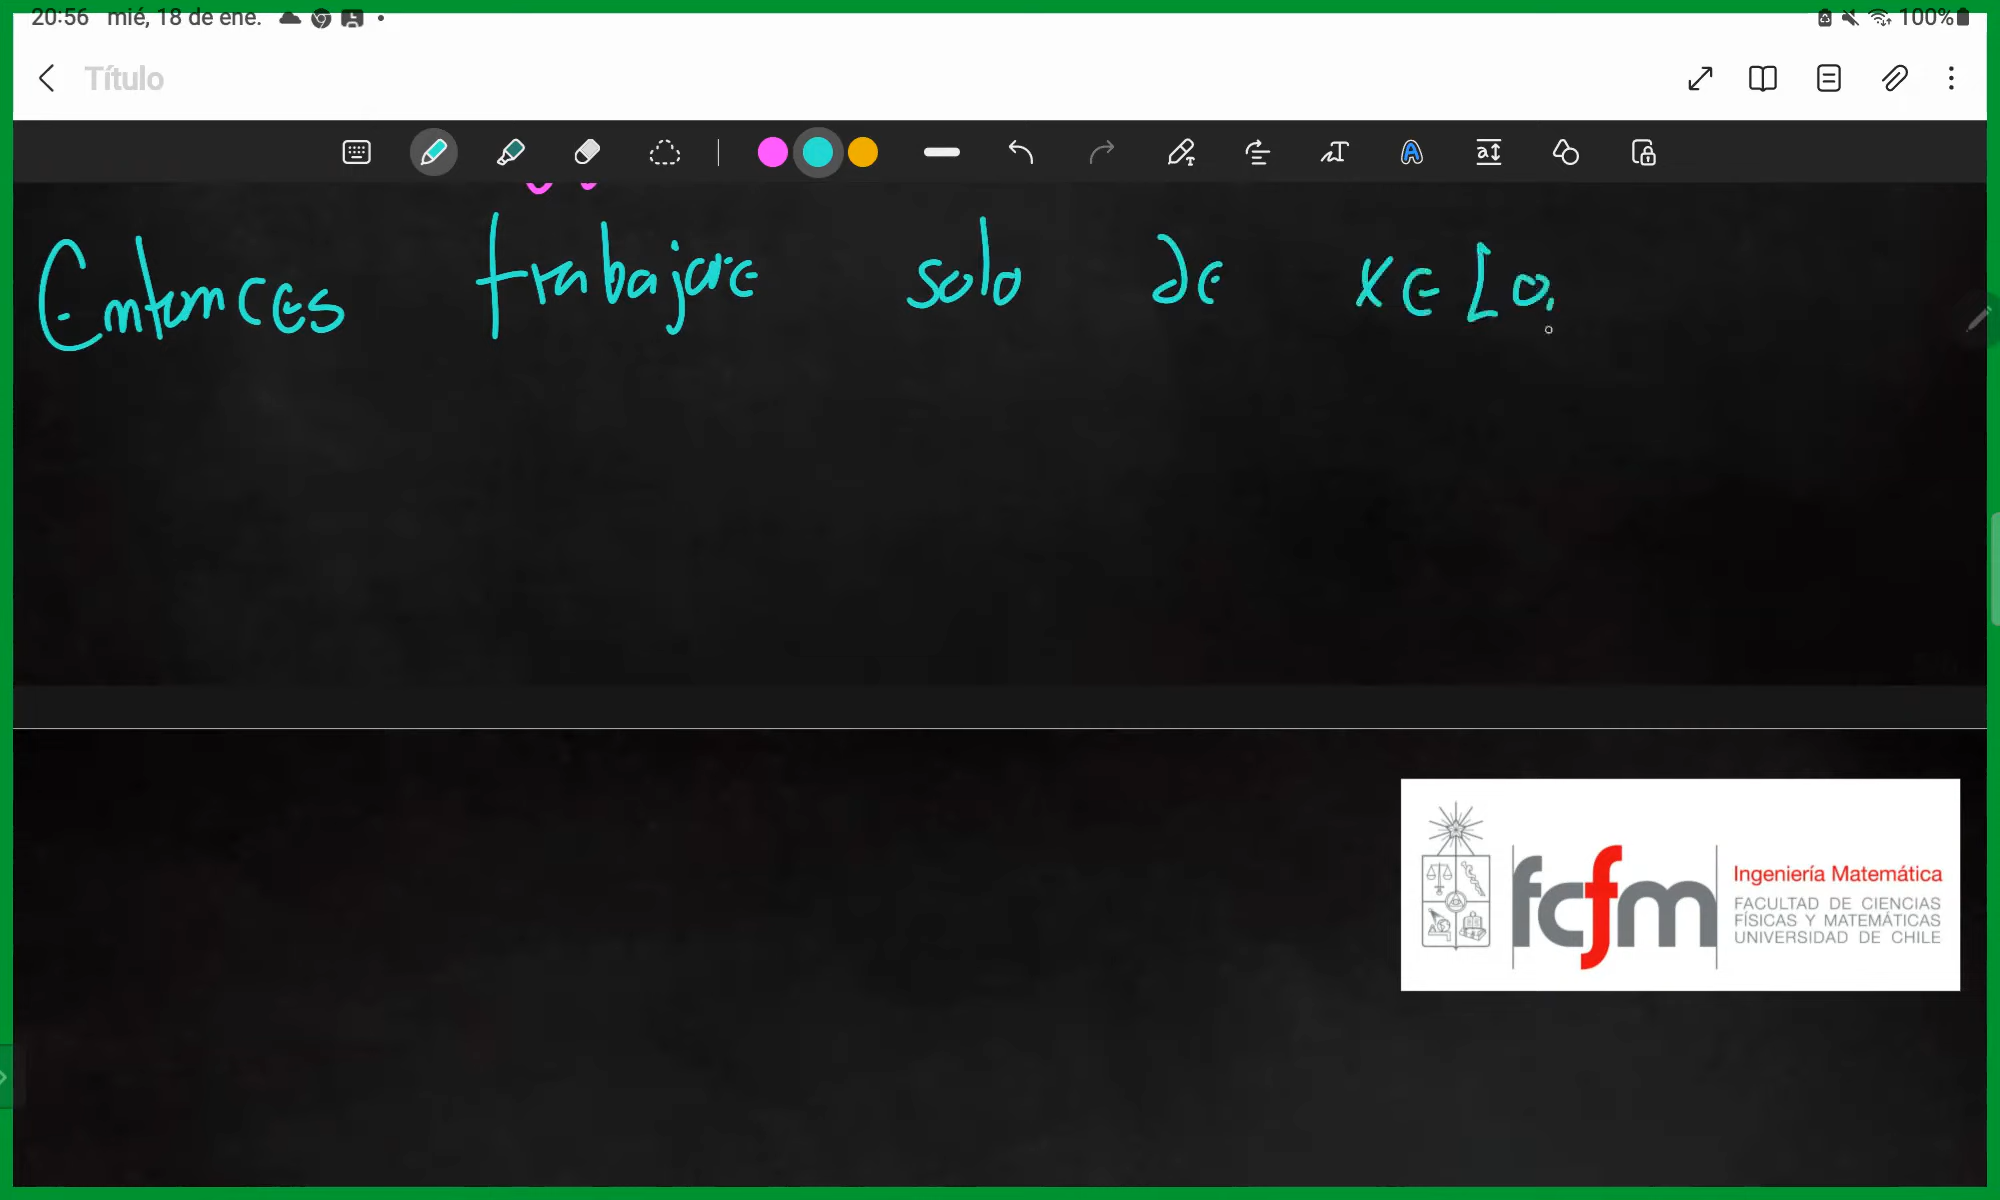 20:56 mié, 18 de ene.
100%
Título
Entonces trabajare solo de x ∈ [0,
fcfm
Ingeniería Matemática
FACULTAD DE CIENCIAS
FÍSICAS Y MATEMÁTICAS
UNIVERSIDAD DE CHILE